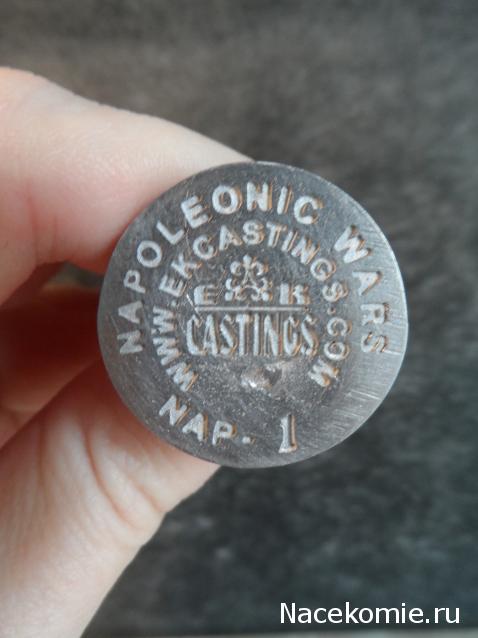 NAPOLEONIC WARS
WWW.EKCASTINGS.COM
E K
CASTINGS
NAP- 1
Nacekomie.ru